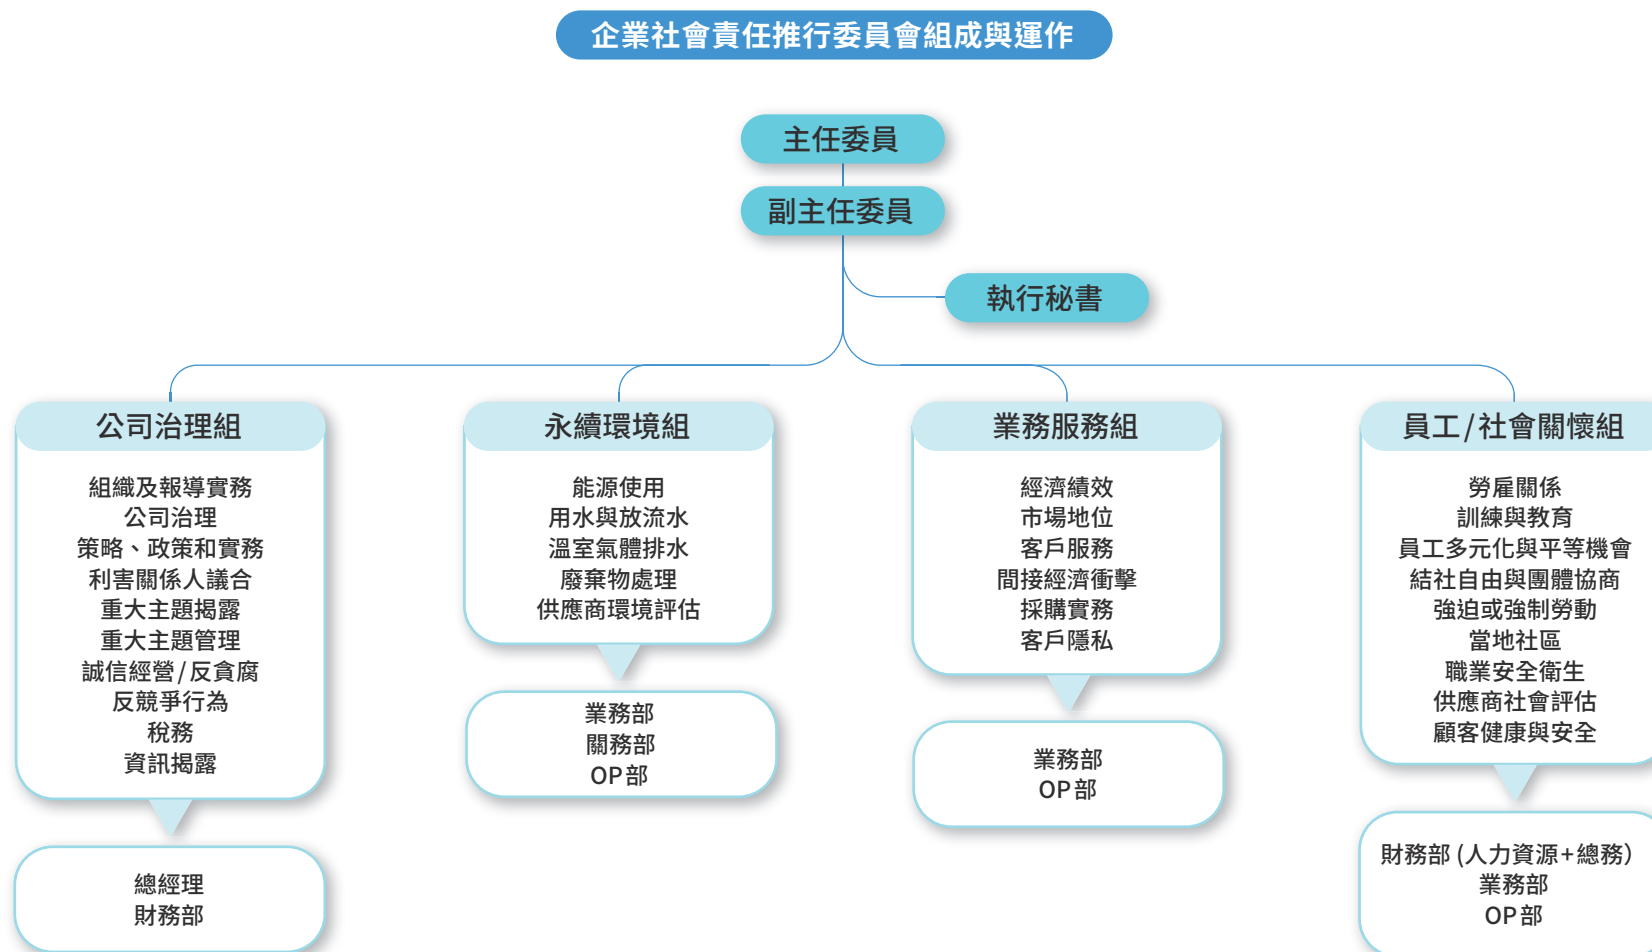 企業社會責任推行委員會組成與運作
主任委員
副主任委員
執行秘書
公司治理組
組織及報導實務
公司治理
策略、政策和實務
利害關係人議合
重大主題揭露
重大主題管理
誠信經營/反貪腐
反競爭行為
稅務
資訊揭露
總經理
財務部
永續環境組
能源使用
用水與放流水
溫室氣體排水
廢棄物處理
供應商環境評估
業務部
關務部
OP部
業務服務組
經濟績效
市場地位
客戶服務
間接經濟衝擊
採購實務
客戶隱私
業務部
OP部
員工/社會關懷組
勞雇關係
訓練與教育
員工多元化與平等機會
結社自由與團體協商
強迫或強制勞動
當地社區
職業安全衛生
供應商社會評估
顧客健康與安全
財務部 (人力資源+總務)
業務部
OP部